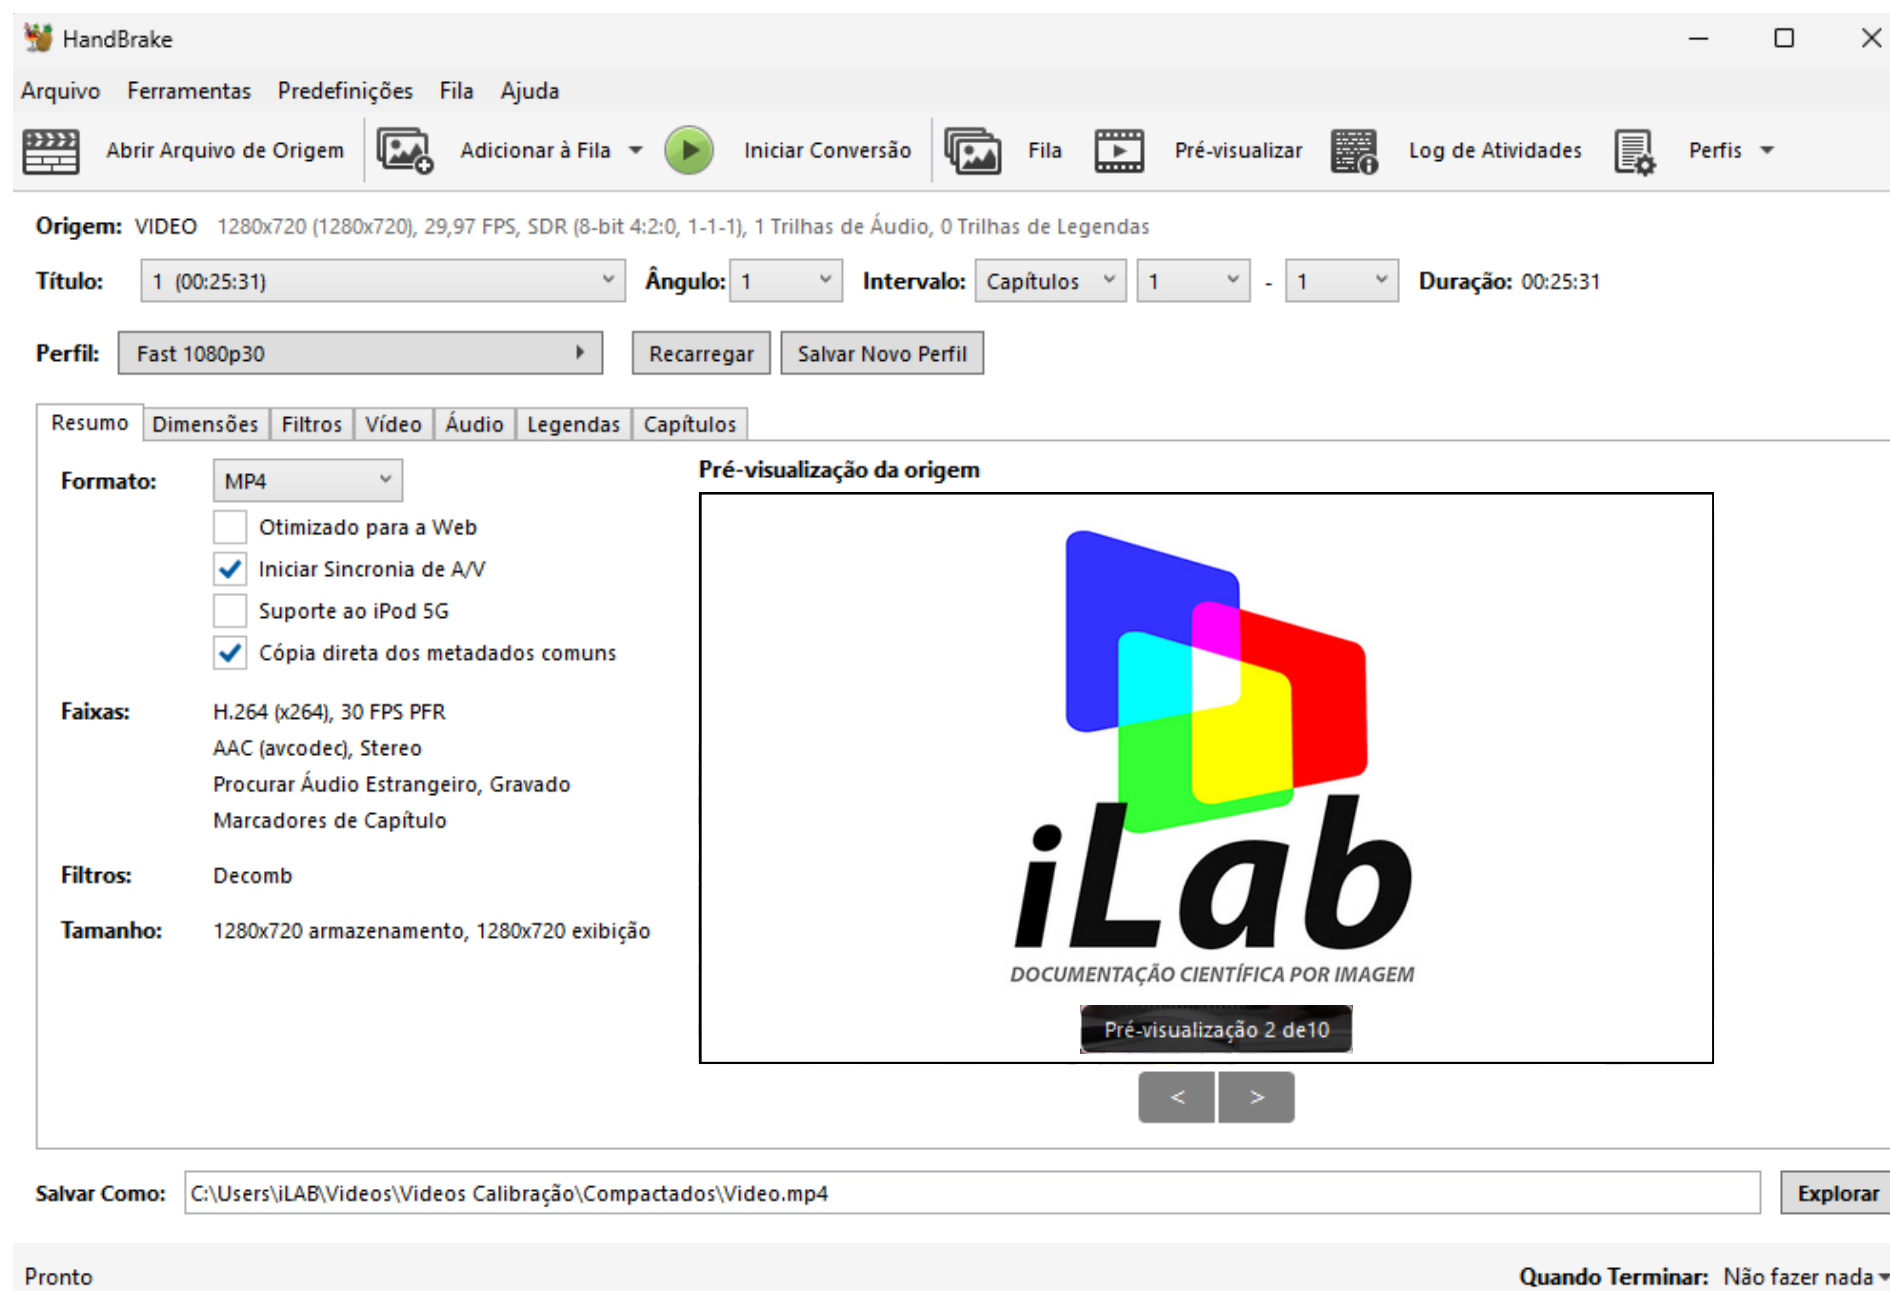 HandBrake
Arquivo Ferramentas Predefinições Fila Ajuda
Abrir Arquivo de Origem Adicionar à Fila Iniciar Conversão Fila Pré-visualizar Log de Atividades Perfis
Origem: VIDEO 1280x720 (1280x720), 29,97 FPS, SDR (8-bit 4:2:0, 1-1-1), 1 Trilhas de Áudio, 0 Trilhas de Legendas
Título: 1 (00:25:31) Ângulo: 1 Intervalo: Capítulos 1 - 1 Duração: 00:25:31
Perfil: Fast 1080p30 Recarregar Salvar Novo Perfil
Resumo Dimensões Filtros Vídeo Áudio Legendas Capítulos
Formato: MP4
Otimizado para a Web
Iniciar Sincronia de A/V
Suporte ao iPod 5G
Cópia direta dos metadados comuns
Faixas: H.264 (x264), 30 FPS PFR
AAC (avcodec), Stereo
Procurar Áudio Estrangeiro, Gravado
Marcadores de Capítulo
Filtros: Decomb
Tamanho: 1280x720 armazenamento, 1280x720 exibição
Pré-visualização da origem
iLab
DOCUMENTAÇÃO CIENTÍFICA POR IMAGEM
Pré-visualização 2 de10
< >
Salvar Como: C:\Users\iLAB\Videos\Videos Calibração\Compactados\Video.mp4 Explorar
Pronto Quando Terminar: Não fazer nada